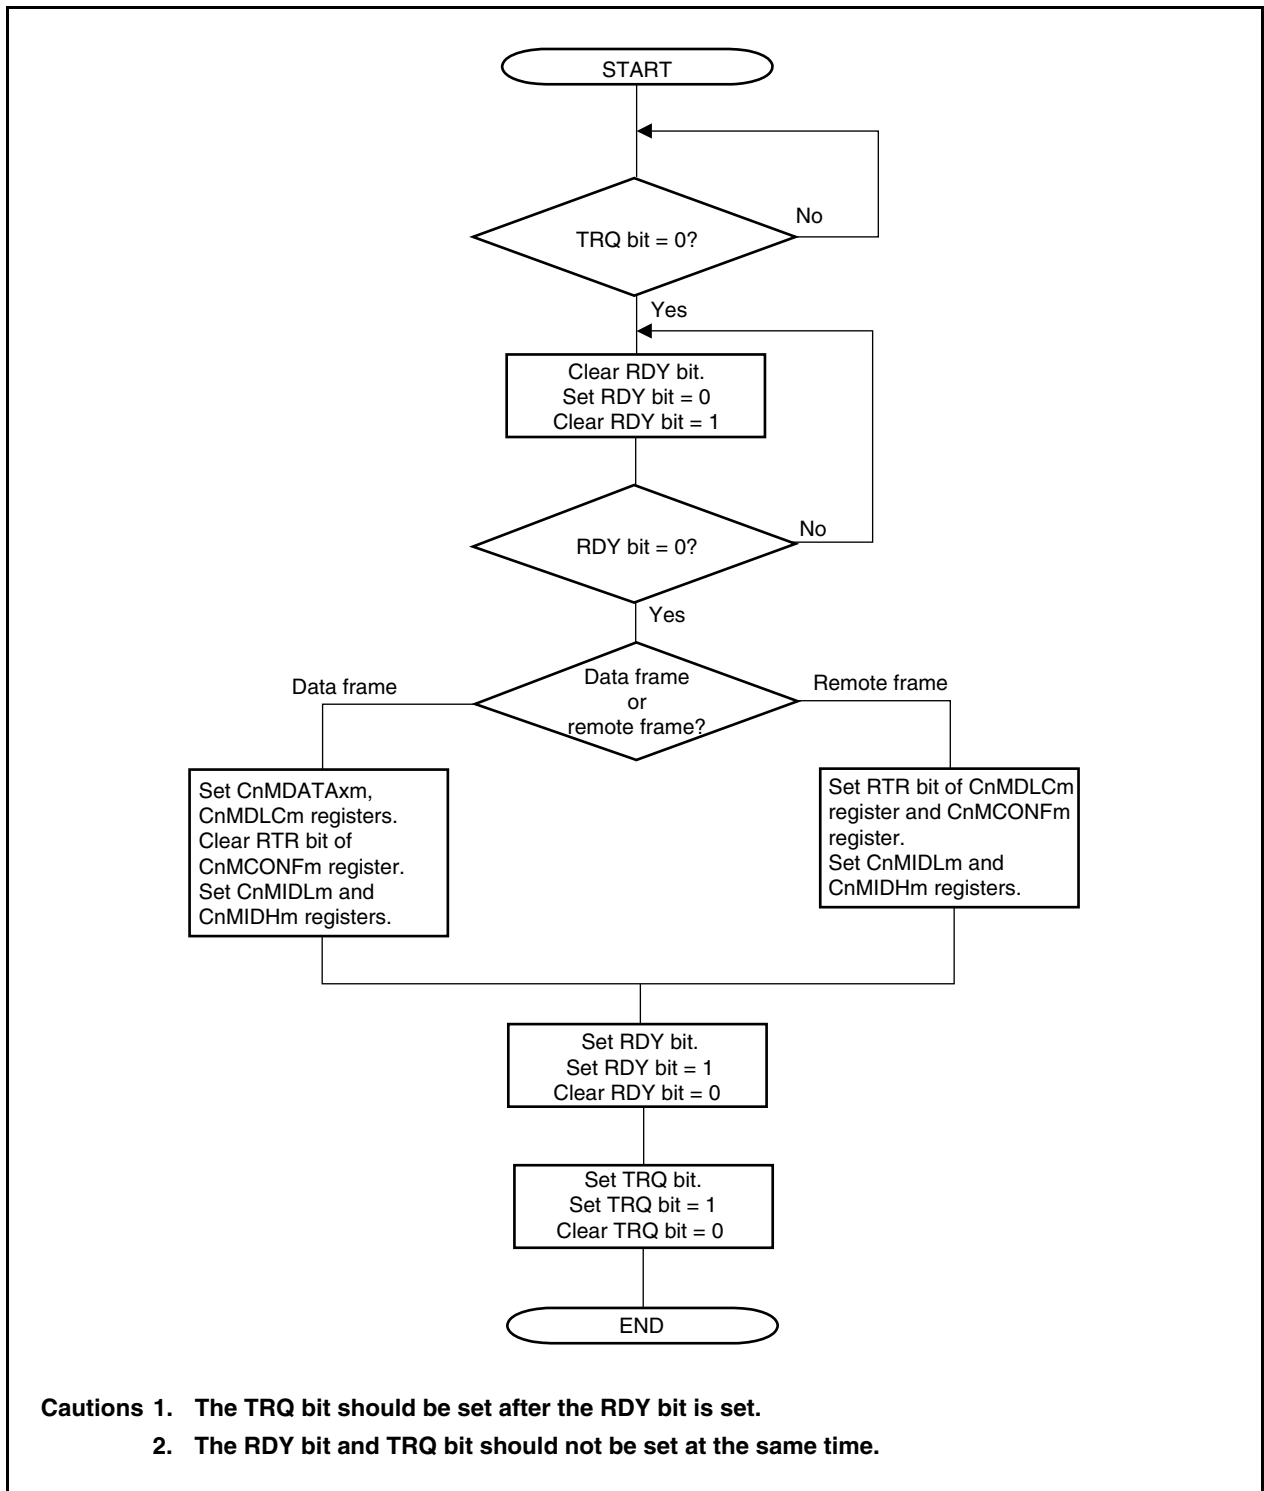 START
No
TRQ bit = 0?
Yes
Clear RDY bit.
Set RDY bit = 0
Clear RDY bit = 1
No
RDY bit = 0?
Yes
Data frame
Data frame
or
remote frame?
Remote frame
Set CnMDATAxm,
CnMDLCm registers.
Clear RTR bit of
CnMCONFm register.
Set CnMIDLm and
CnMIDHm registers.
Set RTR bit of CnMDLCm
register and CnMCONFm
register.
Set CnMIDLm and
CnMIDHm registers.
Set RDY bit.
Set RDY bit = 1
Clear RDY bit = 0
Set TRQ bit.
Set TRQ bit = 1
Clear TRQ bit = 0
END
Cautions 1. The TRQ bit should be set after the RDY bit is set.
2. The RDY bit and TRQ bit should not be set at the same time.